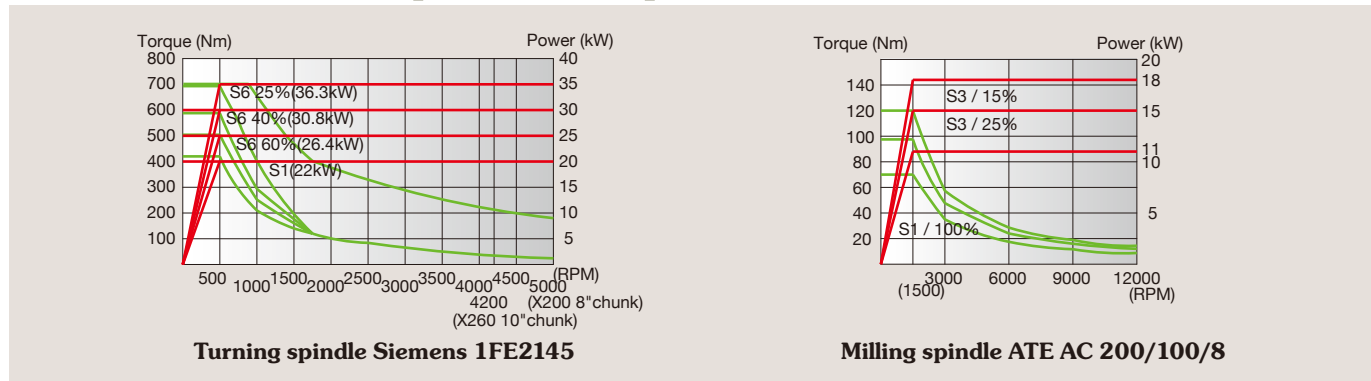 Torque (Nm)
Power (kW)
800
700
600
500
400
300
200
100
40
35
30
25
20
15
10
5
S6 25%(36.3kW)
S6 40%(30.8kW)
S6 60%(26.4kW)
S1(22kW)
500
1000
1500
2000
2500
3000
3500
4000
4500
5000
(RPM)
4200
(X200 8"chunk)
(X260 10"chunk)
Turning spindle Siemens 1FE2145
Torque (Nm)
Power (kW)
140
120
100
80
60
40
20
20
18
15
11
10
5
S3 / 15%
S3 / 25%
S1 / 100%
(1500)
3000
6000
9000
12000
(RPM)
Milling spindle ATE AC 200/100/8